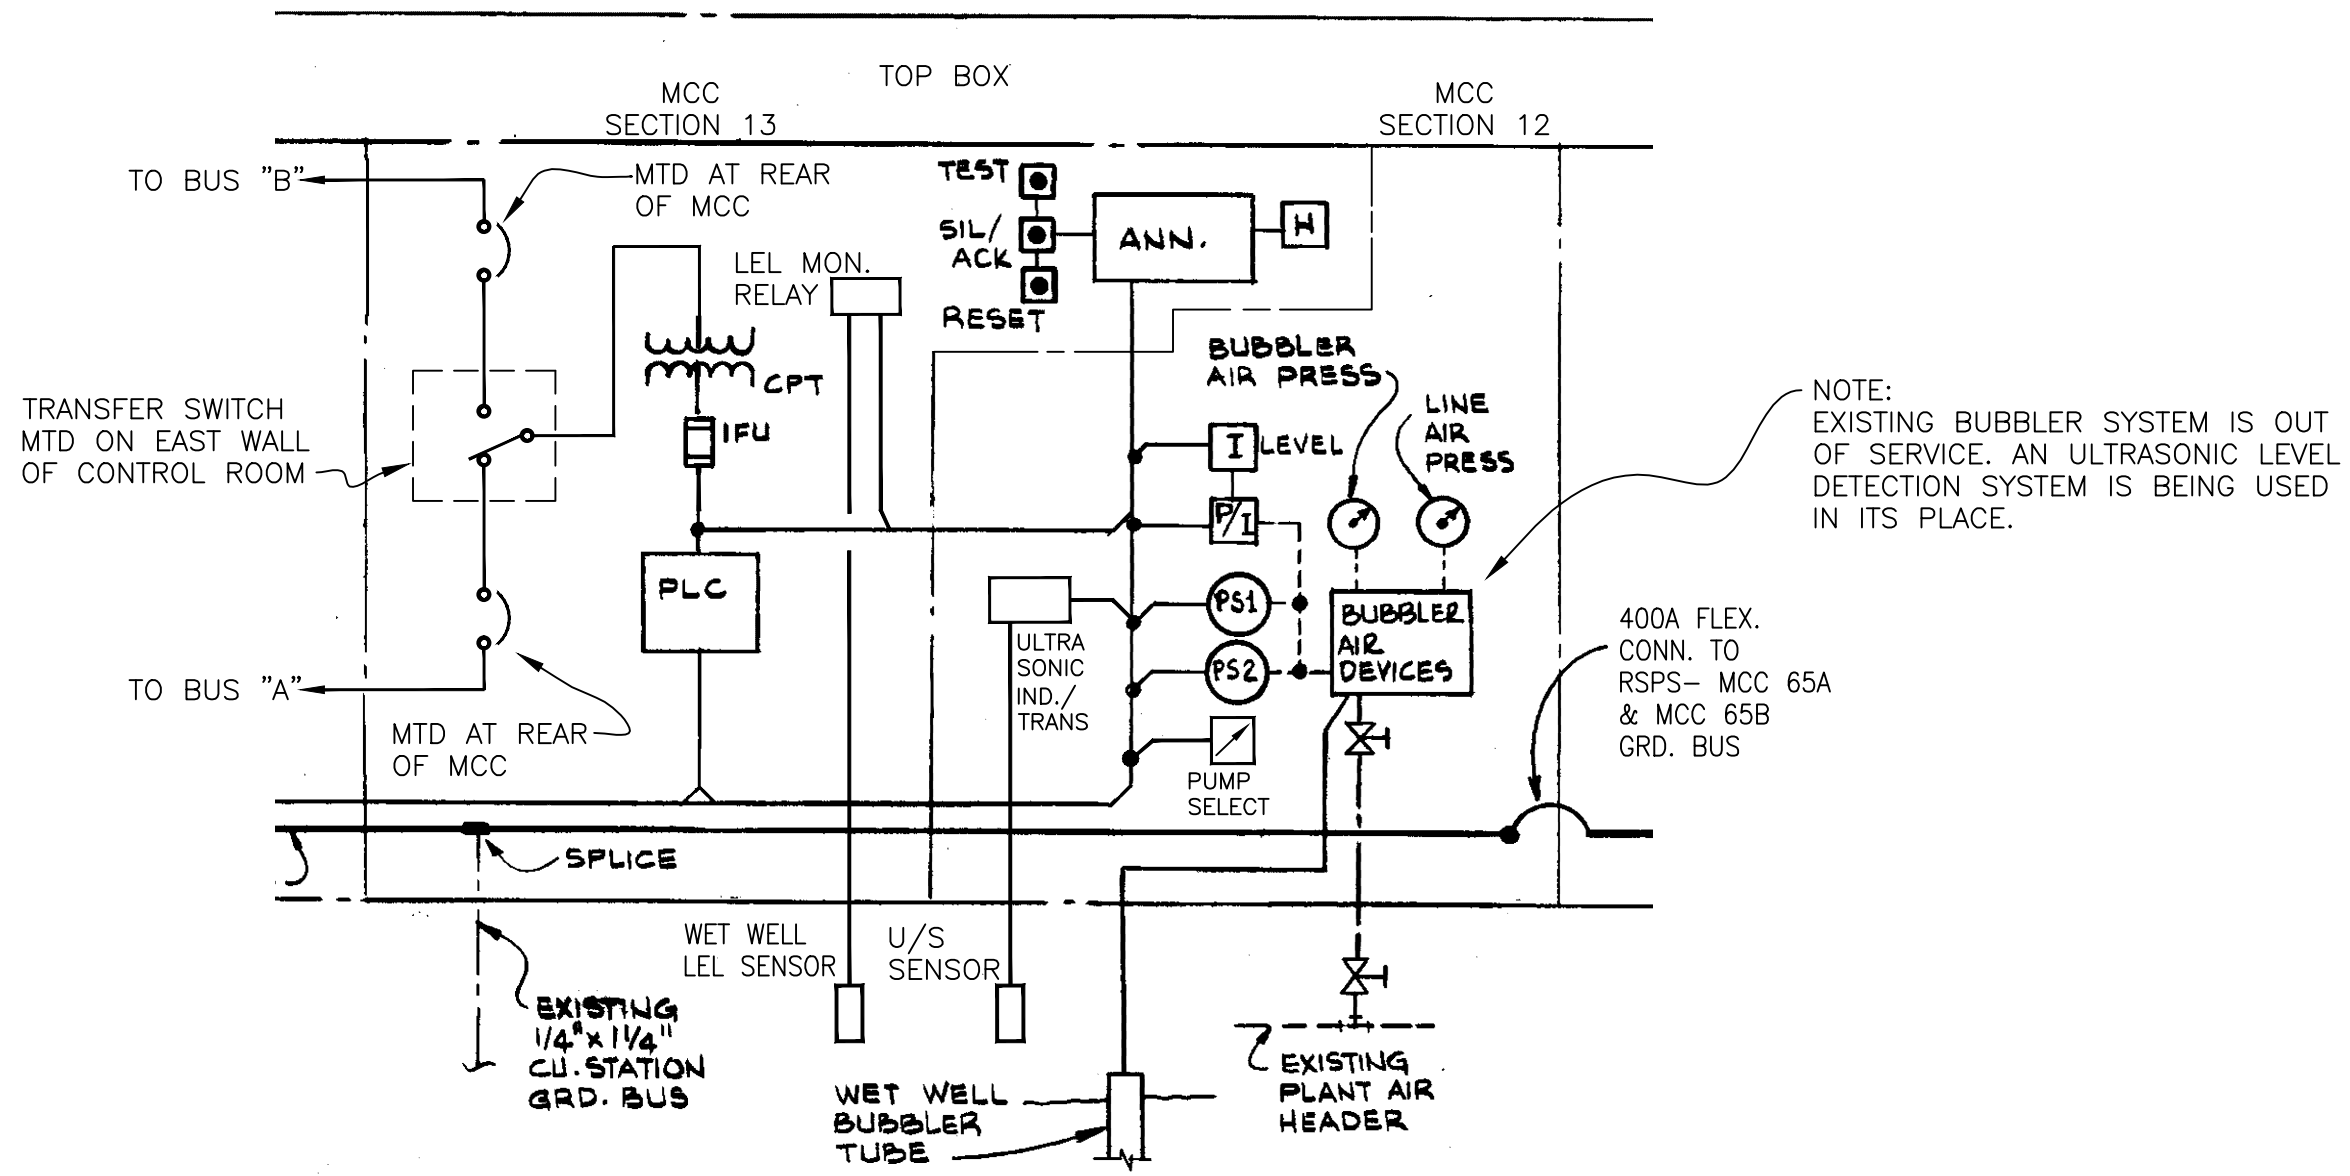 TOP BOX
MCC
SECTION 13
MCC
SECTION 12
TO BUS "B"
MTD AT REAR
OF MCC
TEST
SIL/
ACK
RESET
ANN.
H
LEL MON.
RELAY
CPT
1FU
BUBBLER
AIR PRESS
LINE
AIR
PRESS
I
LEVEL
P/I
TRANSFER SWITCH
MTD ON EAST WALL
OF CONTROL ROOM
NOTE:
EXISTING BUBBLER SYSTEM IS OUT
OF SERVICE. AN ULTRASONIC LEVEL
DETECTION SYSTEM IS BEING USED
IN ITS PLACE.
PLC
PS1
PS2
BUBBLER
AIR
DEVICES
ULTRA
SONIC
IND./
TRANS
400A FLEX.
CONN. TO
RSPS- MCC 65A
& MCC 65B
GRD. BUS
TO BUS "A"
MTD AT REAR
OF MCC
PUMP
SELECT
SPLICE
WET WELL
LEL SENSOR
U/S
SENSOR
EXISTING
1/4" x 1 1/4"
CU. STATION
GRD. BUS
EXISTING
PLANT AIR
HEADER
WET WELL
BUBBLER
TUBE